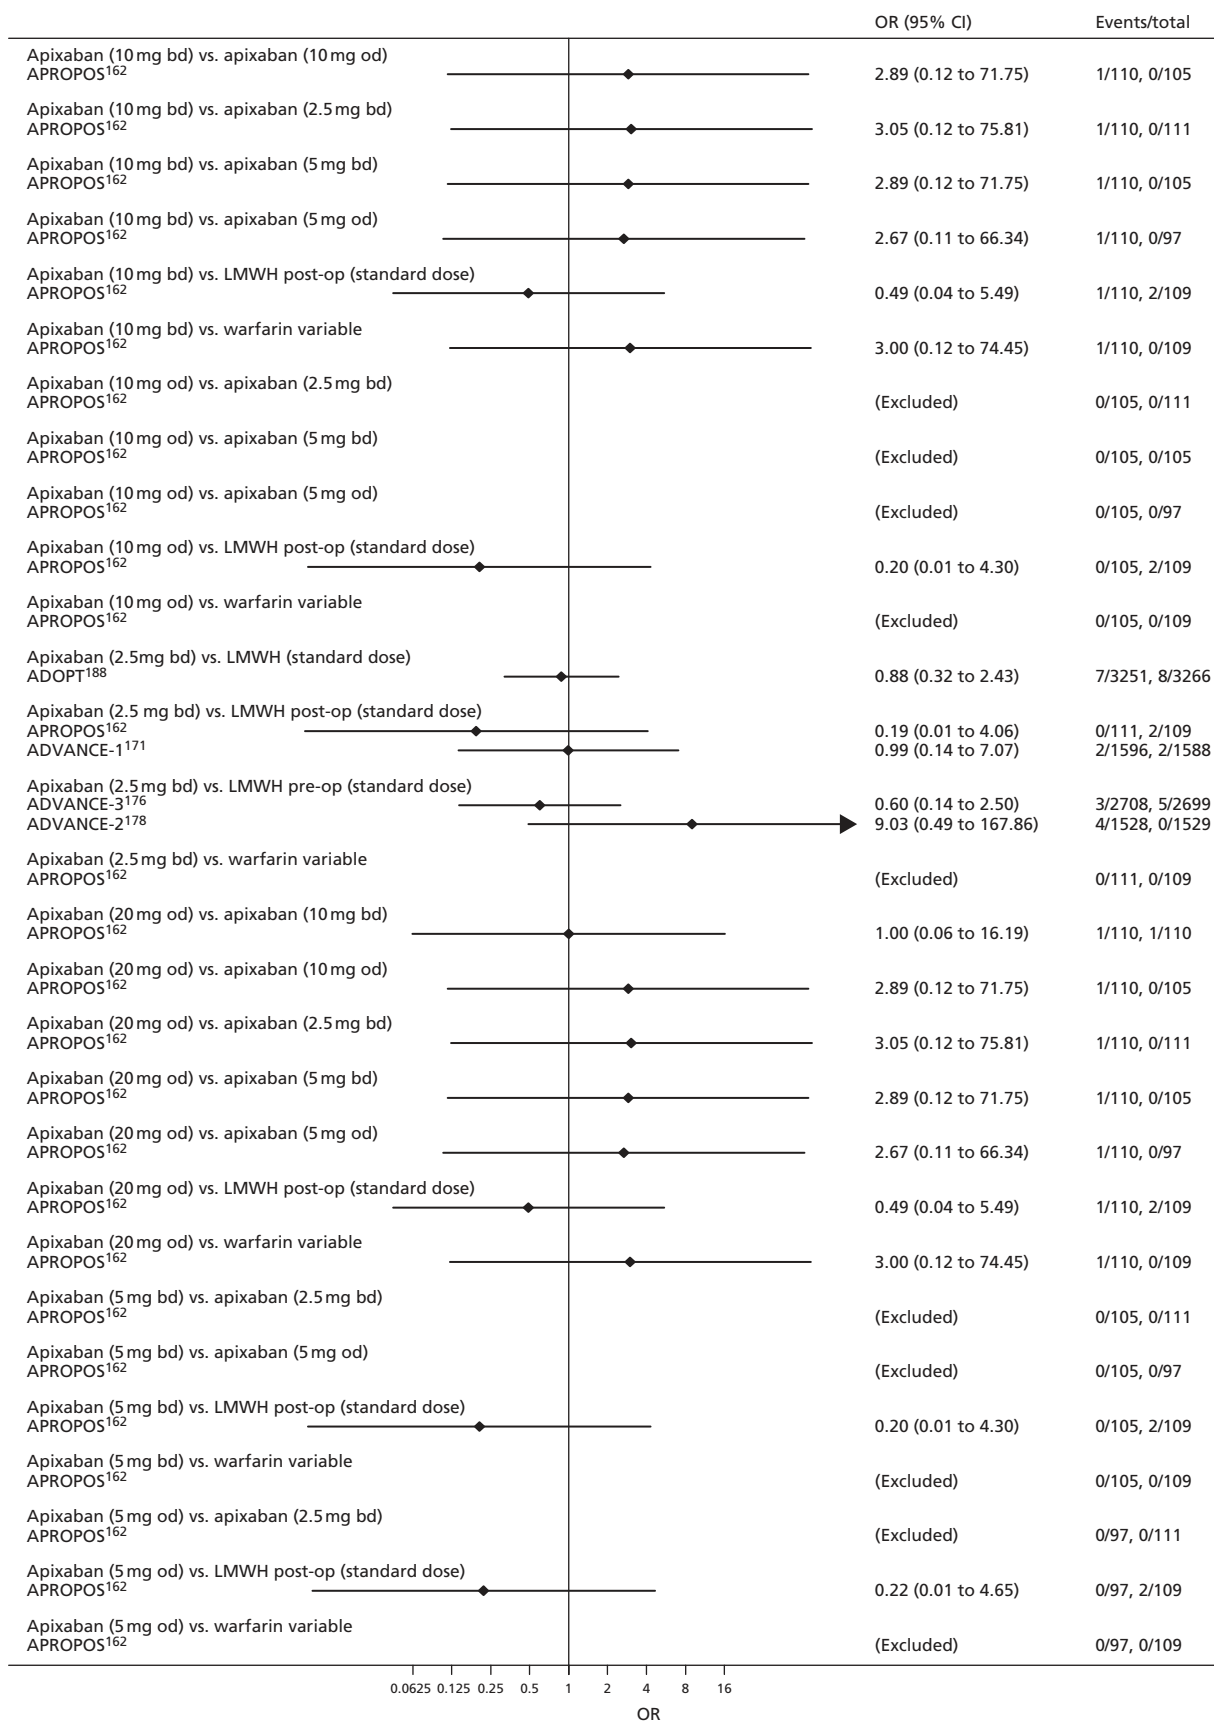 OR (95% CI) Events/total
Apixaban (10 mg bd) vs. apixaban (10 mg od)
APROPOS162 2.89 (0.12 to 71.75) 1/110, 0/105
Apixaban (10 mg bd) vs. apixaban (2.5 mg bd)
APROPOS162 3.05 (0.12 to 75.81) 1/110, 0/111
Apixaban (10 mg bd) vs. apixaban (5 mg bd)
APROPOS162 2.89 (0.12 to 71.75) 1/110, 0/105
Apixaban (10 mg bd) vs. apixaban (5 mg od)
APROPOS162 2.67 (0.11 to 66.34) 1/110, 0/97
Apixaban (10 mg bd) vs. LMWH post-op (standard dose)
APROPOS162 0.49 (0.04 to 5.49) 1/110, 2/109
Apixaban (10 mg bd) vs. warfarin variable
APROPOS162 3.00 (0.12 to 74.45) 1/110, 0/109
Apixaban (10 mg od) vs. apixaban (2.5 mg bd)
APROPOS162 (Excluded) 0/105, 0/111
Apixaban (10 mg od) vs. apixaban (5 mg bd)
APROPOS162 (Excluded) 0/105, 0/105
Apixaban (10 mg od) vs. apixaban (5 mg od)
APROPOS162 (Excluded) 0/105, 0/97
Apixaban (10 mg od) vs. LMWH post-op (standard dose)
APROPOS162 0.20 (0.01 to 4.30) 0/105, 2/109
Apixaban (10 mg od) vs. warfarin variable
APROPOS162 (Excluded) 0/105, 0/109
Apixaban (2.5mg bd) vs. LMWH (standard dose)
ADOPT188 0.88 (0.32 to 2.43) 7/3251, 8/3266
Apixaban (2.5 mg bd) vs. LMWH post-op (standard dose)
APROPOS162 0.19 (0.01 to 4.06) 0/111, 2/109
ADVANCE-1171 0.99 (0.14 to 7.07) 2/1596, 2/1588
Apixaban (2.5 mg bd) vs. LMWH pre-op (standard dose)
ADVANCE-3176 0.60 (0.14 to 2.50) 3/2708, 5/2699
ADVANCE-2178 9.03 (0.49 to 167.86) 4/1528, 0/1529
Apixaban (2.5 mg bd) vs. warfarin variable
APROPOS162 (Excluded) 0/111, 0/109
Apixaban (20 mg od) vs. apixaban (10 mg bd)
APROPOS162 1.00 (0.06 to 16.19) 1/110, 1/110
Apixaban (20 mg od) vs. apixaban (10 mg od)
APROPOS162 2.89 (0.12 to 71.75) 1/110, 0/105
Apixaban (20 mg od) vs. apixaban (2.5 mg bd)
APROPOS162 3.05 (0.12 to 75.81) 1/110, 0/111
Apixaban (20 mg od) vs. apixaban (5 mg bd)
APROPOS162 2.89 (0.12 to 71.75) 1/110, 0/105
Apixaban (20 mg od) vs. apixaban (5 mg od)
APROPOS162 2.67 (0.11 to 66.34) 1/110, 0/97
Apixaban (20 mg od) vs. LMWH post-op (standard dose)
APROPOS162 0.49 (0.04 to 5.49) 1/110, 2/109
Apixaban (20 mg od) vs. warfarin variable
APROPOS162 3.00 (0.12 to 74.45) 1/110, 0/109
Apixaban (5 mg bd) vs. apixaban (2.5 mg bd)
APROPOS162 (Excluded) 0/105, 0/111
Apixaban (5 mg bd) vs. apixaban (5 mg od)
APROPOS162 (Excluded) 0/105, 0/97
Apixaban (5 mg bd) vs. LMWH post-op (standard dose)
APROPOS162 0.20 (0.01 to 4.30) 0/105, 2/109
Apixaban (5 mg bd) vs. warfarin variable
APROPOS162 (Excluded) 0/105, 0/109
Apixaban (5 mg od) vs. apixaban (2.5 mg bd)
APROPOS162 (Excluded) 0/97, 0/111
Apixaban (5 mg od) vs. LMWH post-op (standard dose)
APROPOS162 0.22 (0.01 to 4.65) 0/97, 2/109
Apixaban (5 mg od) vs. warfarin variable
APROPOS162 (Excluded) 0/97, 0/109
0.0625 0.125 0.25 0.5 1 2 4 8 16
OR